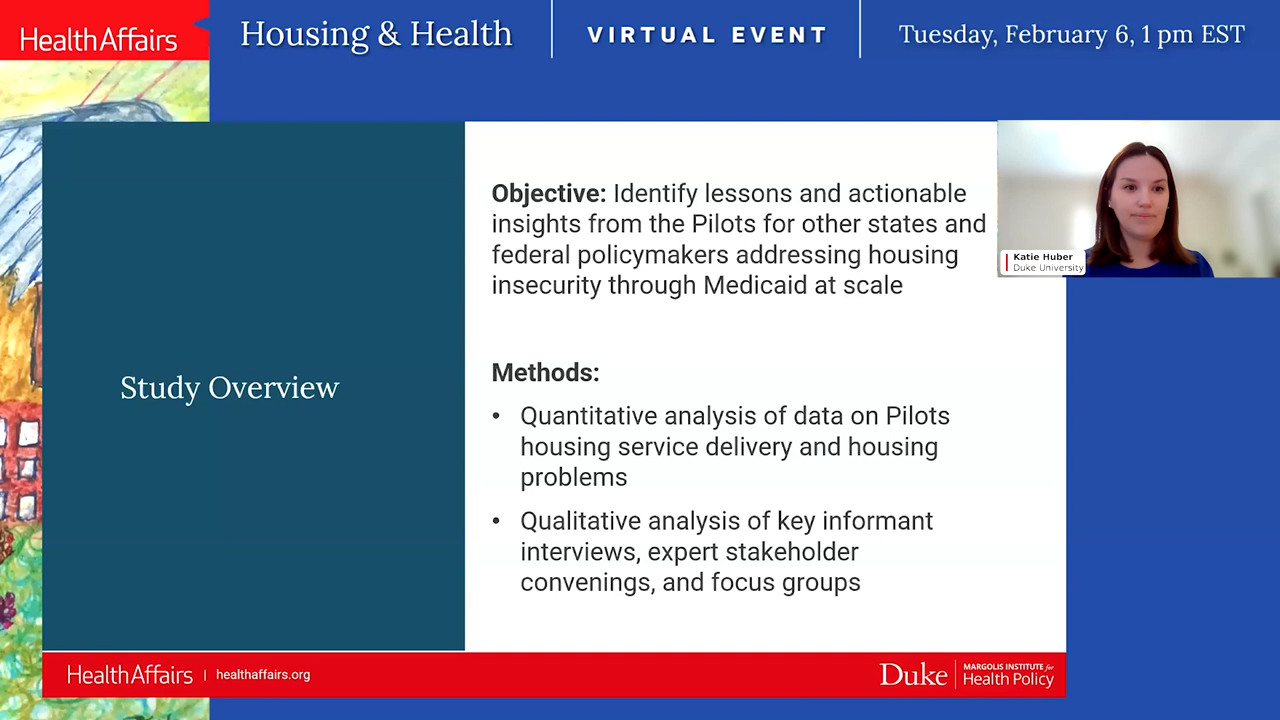 HealthAffairs
Housing & Health
VIRTUAL EVENT
Tuesday, February 6, 1 pm EST
Study Overview
Objective: Identify lessons and actionable
insights from the Pilots for other states and
federal policymakers addressing housing
insecurity through Medicaid at scale
Katie Huber
Duke University
Methods:
• Quantitative analysis of data on Pilots
housing service delivery and housing
problems
• Qualitative analysis of key informant
interviews, expert stakeholder
convenings, and focus groups
HealthAffairs | healthaffairs.org
Duke
MARGOLIS INSTITUTE for
Health Policy